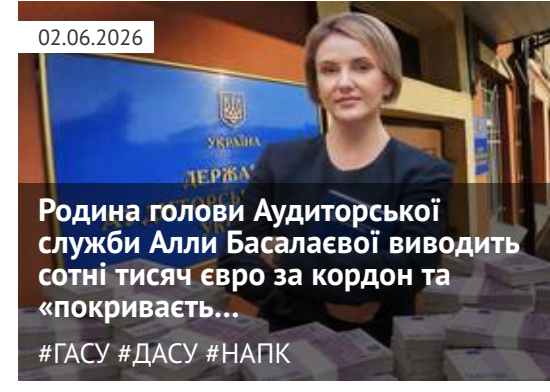 02.06.2026
УКРАЇНА
ДЕРЖА
Родина голови Аудиторської
служби Алли Басалаєвої виводить
сотні тисяч євро за кордон та
«покриваєть...
#ГАСУ #ДАСУ #НАПК